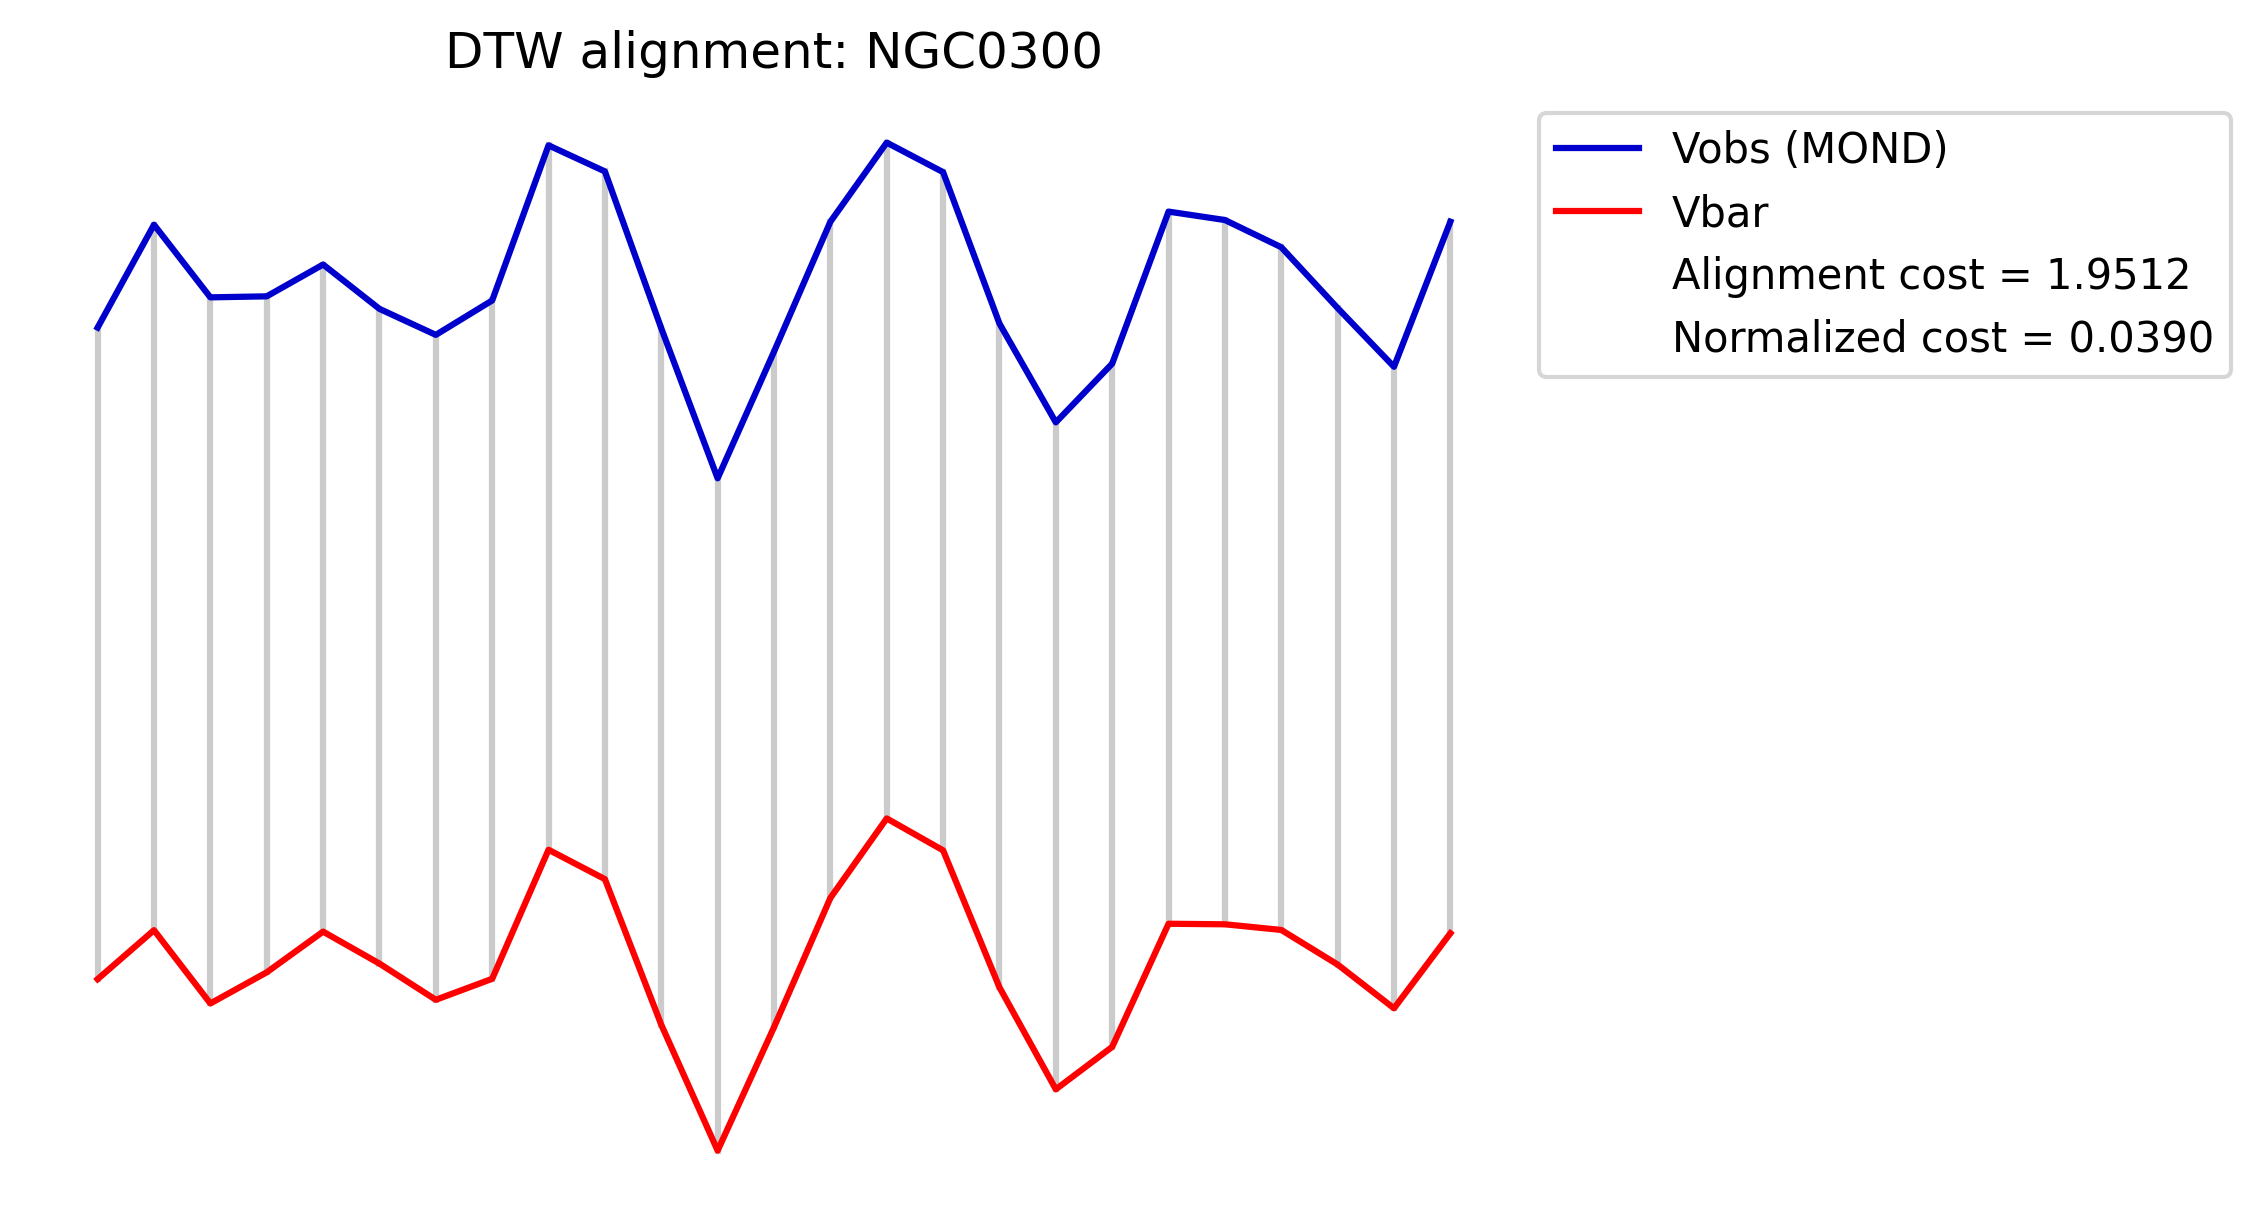 DTW alignment: NGC0300
Vobs (MOND)
Vbar
Alignment cost = 1.9512
Normalized cost = 0.0390